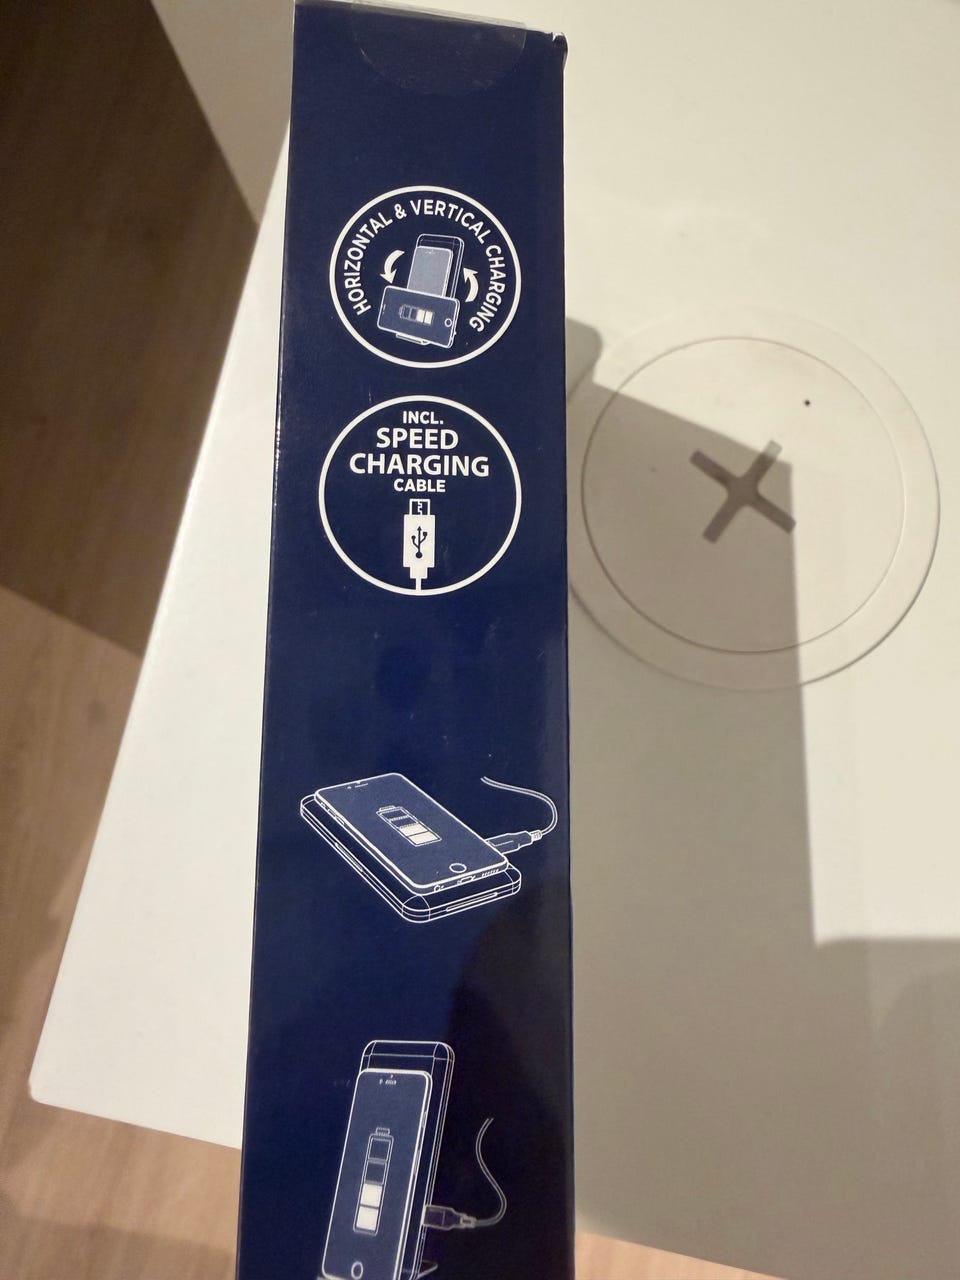 HORIZONTAL & VERTICAL CHARGING
INCL.
SPEED
CHARGING
CABLE